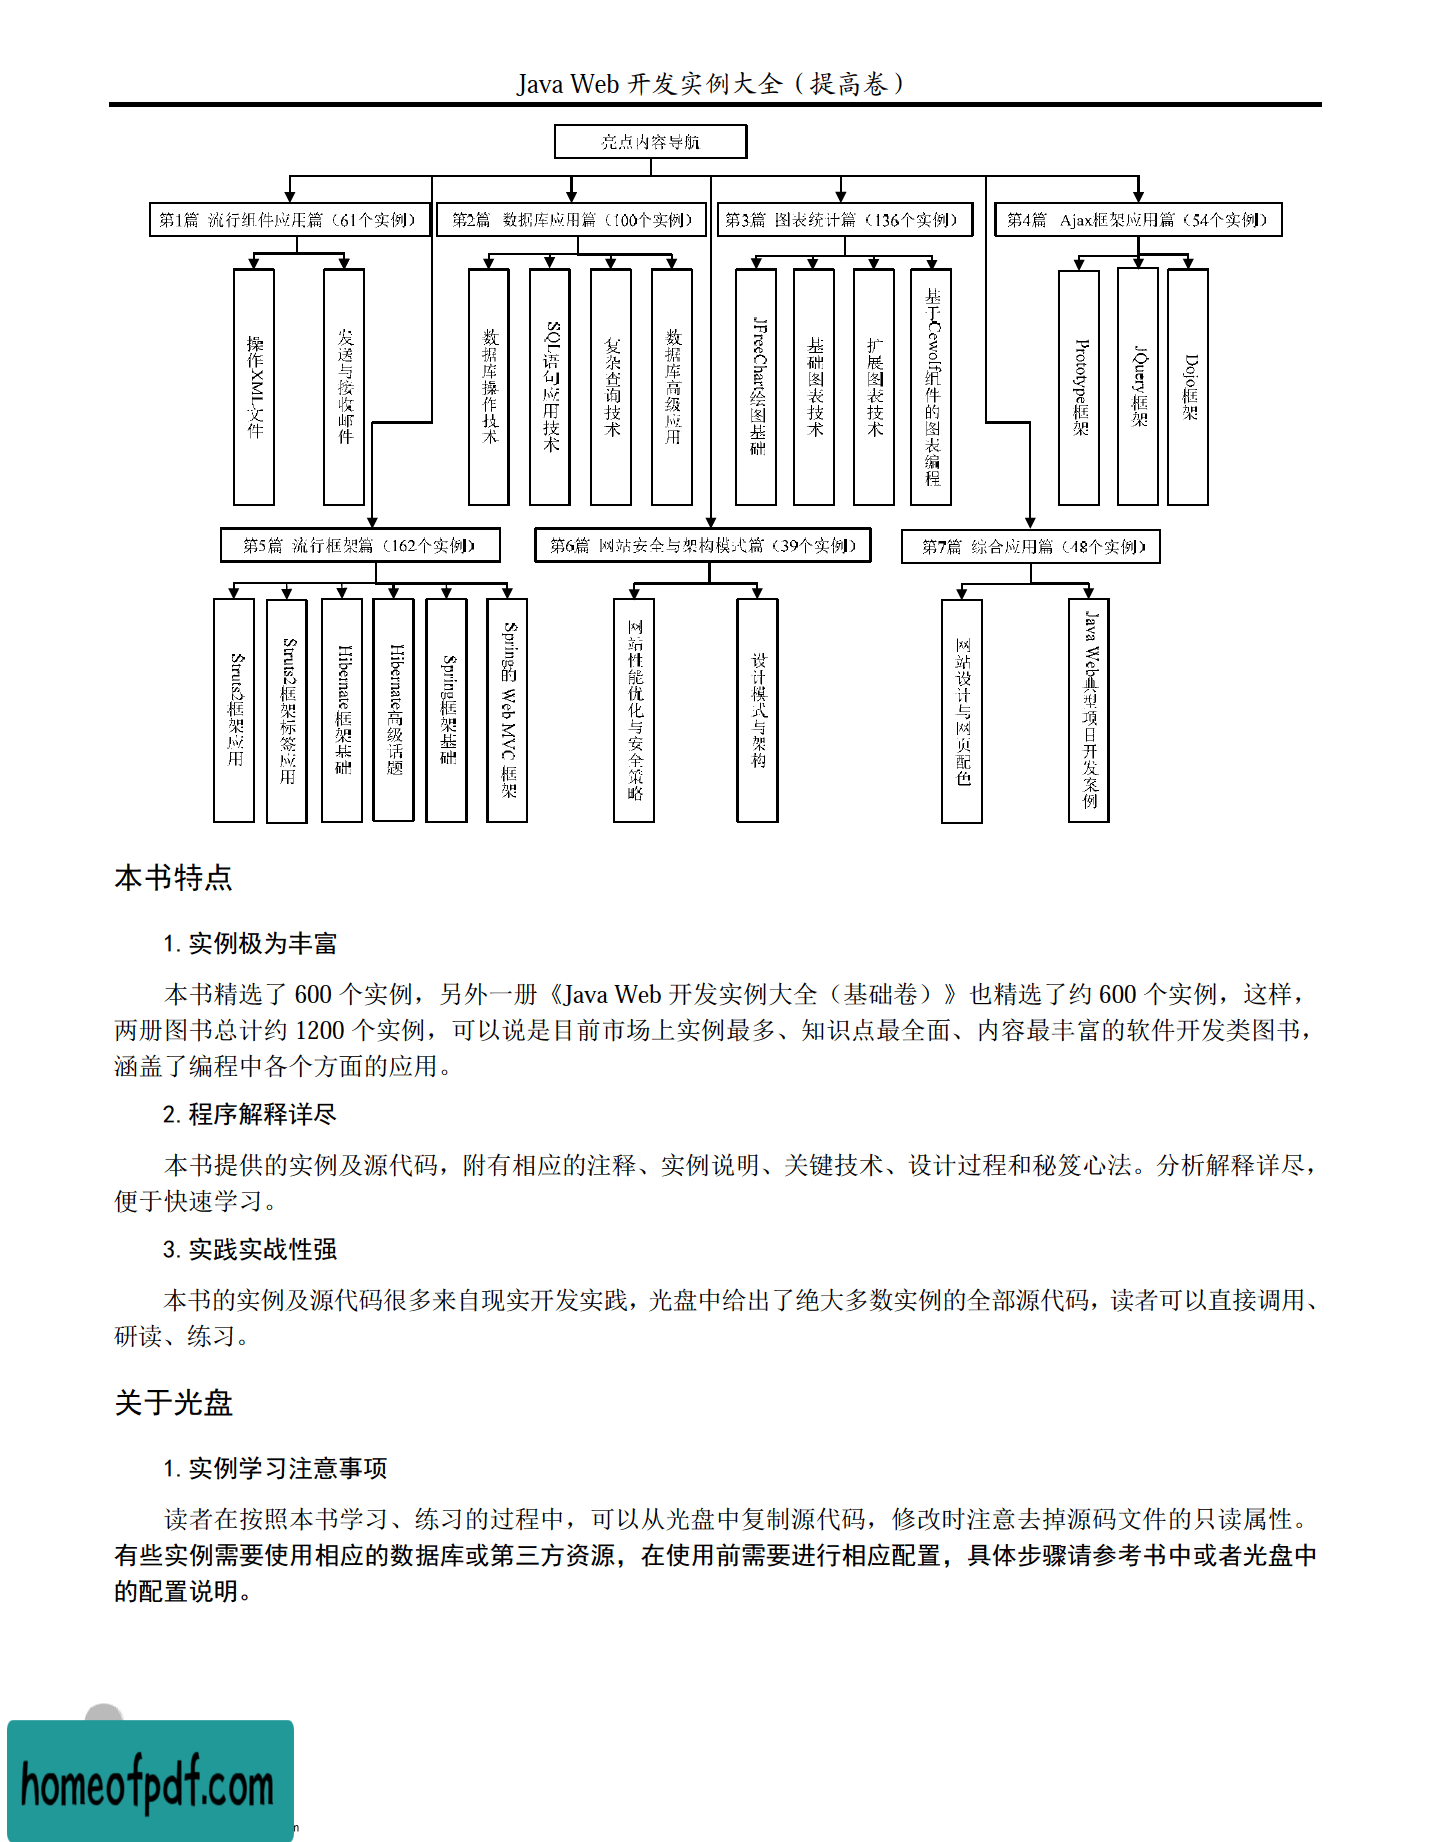 Java Web 开发实例大全（提高卷）
亮点内容导航
第1篇 流行组件应用篇（61个实例）
第2篇 数据库应用篇（100个实例）
第3篇 图表统计篇（136个实例）
第4篇 Ajax框架应用篇（54个实例）
操作XML文件
发送与接收邮件
数据库操作技术
SQL语句应用技术
复杂查询技术
数据库高级应用
JFreeChart绘图基础
基础图表技术
扩展图表技术
基于Cewolf组件的图表编程
Prototype框架
JQuery框架
Dojo框架
第5篇 流行框架篇（162个实例）
第6篇 网站安全与架构模式篇（39个实例）
第7篇 综合应用篇（48个实例）
Struts2框架应用
Struts2框架标签应用
Hibernate框架基础
Hibernate高级话题
Spring框架基础
Spring的 Web MVC 框架
网站性能优化与安全策略
设计模式与架构
网站设计与网页配色
Java Web典型项目开发案例
本书特点
1.实例极为丰富
本书精选了 600 个实例，另外一册《Java Web 开发实例大全（基础卷）》也精选了约 600 个实例，这样，
两册图书总计约 1200 个实例，可以说是目前市场上实例最多、知识点最全面、内容最丰富的软件开发类图书，
涵盖了编程中各个方面的应用。
2.程序解释详尽
本书提供的实例及源代码，附有相应的注释、实例说明、关键技术、设计过程和秘笈心法。分析解释详尽，
便于快速学习。
3.实践实战性强
本书的实例及源代码很多来自现实开发实践，光盘中给出了绝大多数实例的全部源代码，读者可以直接调用、
研读、练习。
关于光盘
1.实例学习注意事项
读者在按照本书学习、练习的过程中，可以从光盘中复制源代码，修改时注意去掉源码文件的只读属性。
有些实例需要使用相应的数据库或第三方资源，在使用前需要进行相应配置，具体步骤请参考书中或者光盘中
的配置说明。
homeofpdf.com